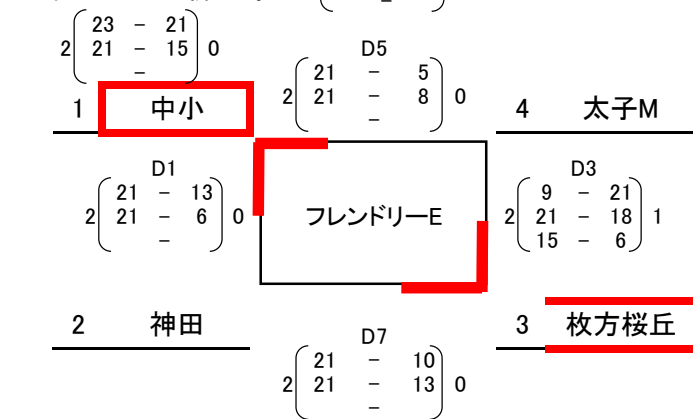 23 － 21
2 21 － 15 0
－
D5
21 － 5
2 21 － 8 0
－
1 中小
4 太子M
D1
21 － 13
2 21 － 6 0
－
フレンドリーE
D3
9 － 21
2 21 － 18 1
15 － 6
2 神田
3 枚方桜丘
D7
21 － 10
2 21 － 13 0
－